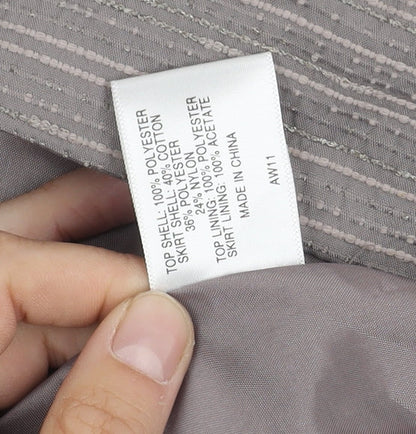 TOP SHELL: 100% POLYESTER
SKIRT SHELL: 40% COTTON
36% POLYESTER
24% NYLON
TOP LINING: 100% POLYESTER
SKIRT LINING: 100% ACETATE
MADE IN CHINA
AW11